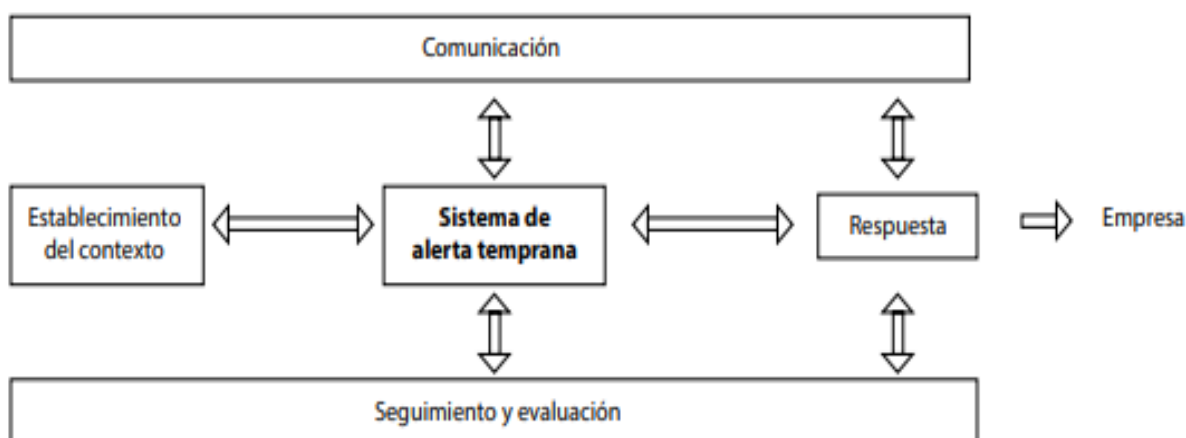 Comunicación
Establecimiento
del contexto
Sistema de
alerta temprana
Respuesta
Empresa
Seguimiento y evaluación